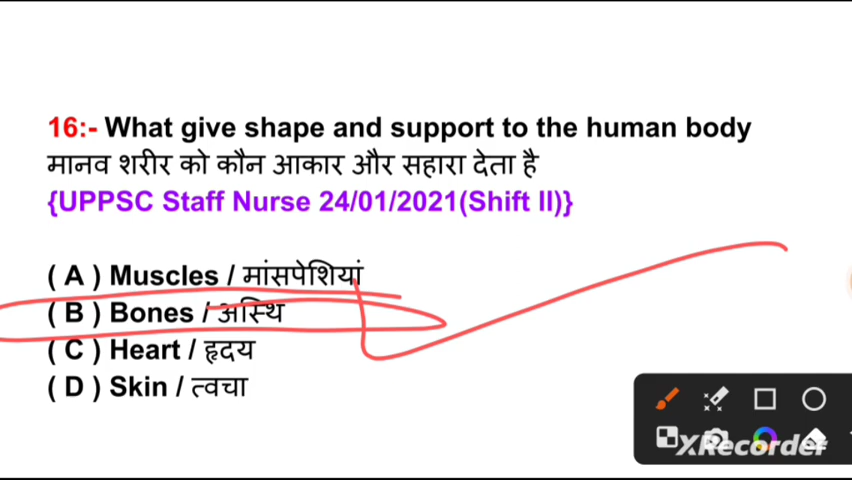 16:- What give shape and support to the human body
मानव शरीर को कौन आकार और सहारा देता है
{UPPSC Staff Nurse 24/01/2021(Shift II)}
( A ) Muscles / मांसपेशियां
( B ) Bones / अस्थि
( C ) Heart / हृदय
( D ) Skin / त्वचा
XRecorder